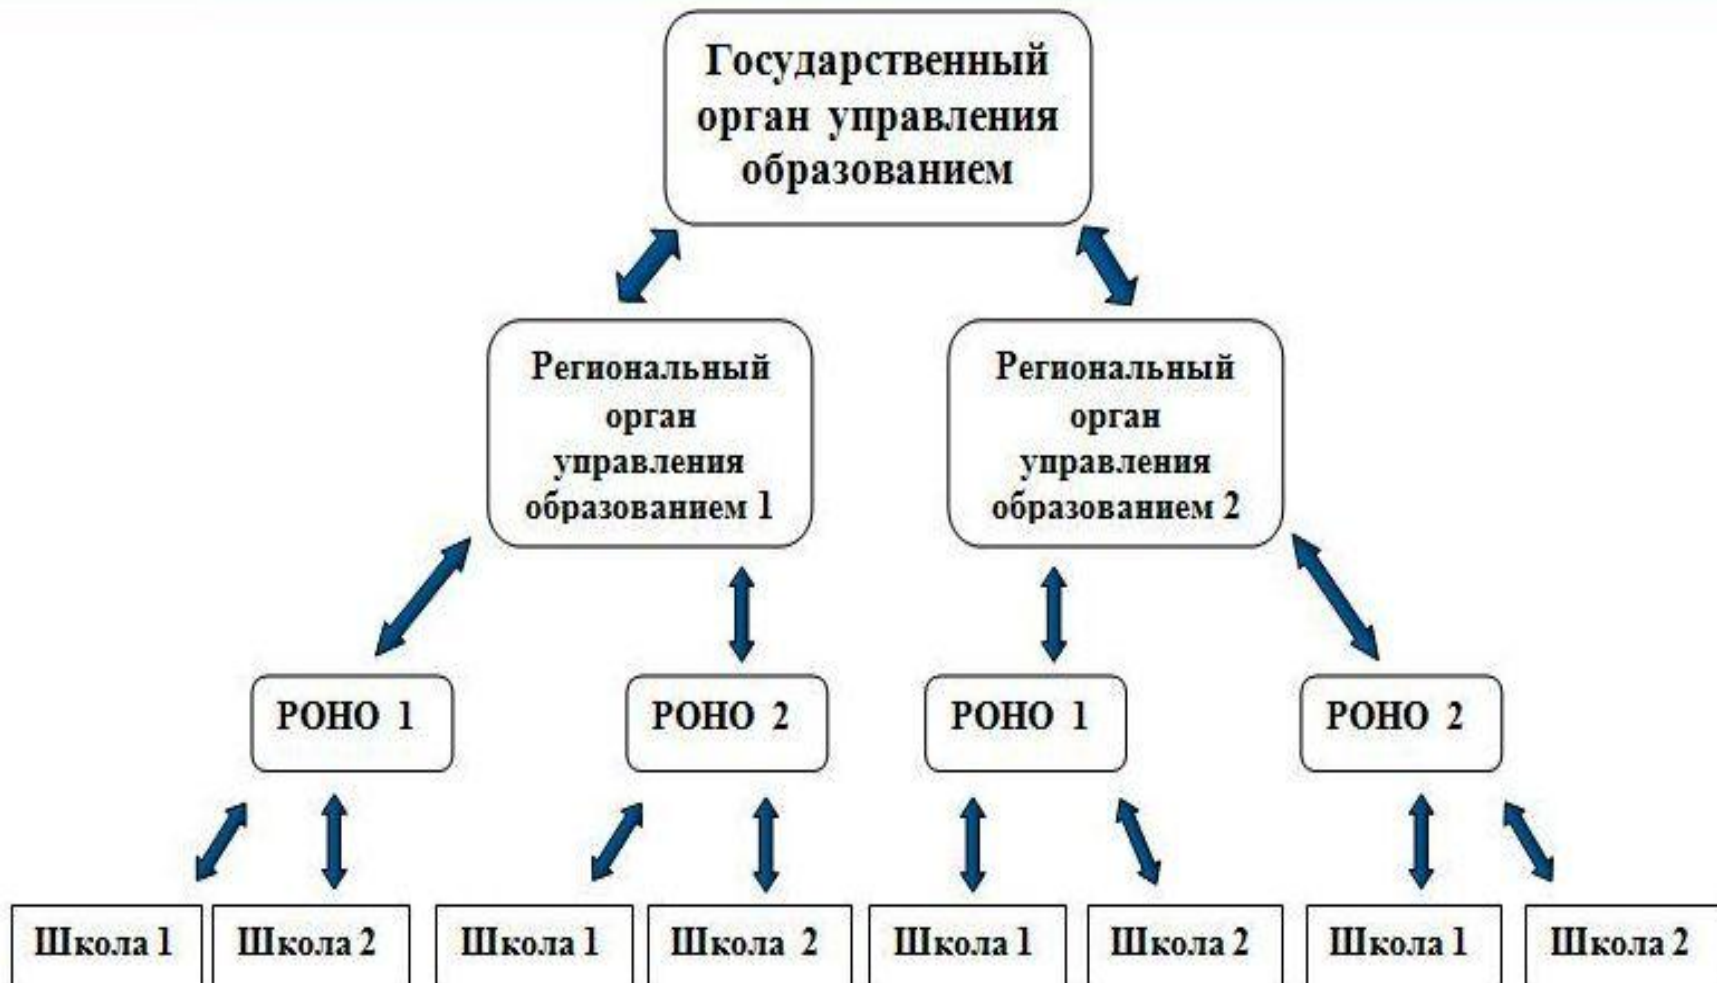 Государственный
орган управления
образованием
Региональный
орган
управления
образованием 1
Региональный
орган
управления
образованием 2
РОНО 1
РОНО 2
РОНО 1
РОНО 2
Школа 1
Школа 2
Школа 1
Школа 2
Школа 1
Школа 2
Школа 1
Школа 2